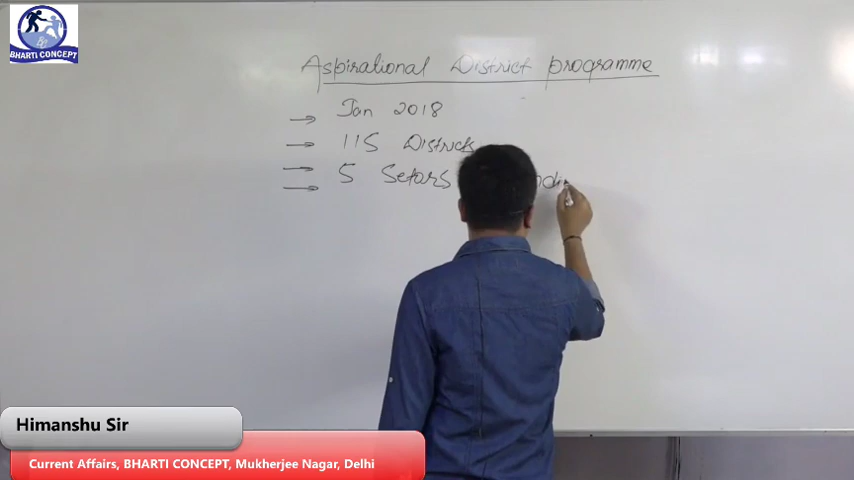 BHARTI CONCEPT
Aspirational District programme
Jan 2018
115 Districts
5 Setars
Himanshu Sir
Current Affairs, BHARTI CONCEPT, Mukherjee Nagar, Delhi